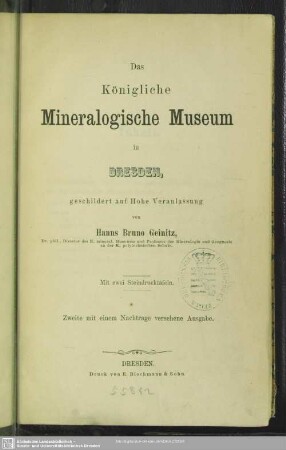 Das
Königliche
Mineralogische Museum
in
DRESDEN,
geschildert auf Hohe Veranlassung
von
Hanns Bruno Geinitz,
Mit zwei Steindrucktafeln.
Zweite mit einem Nachtrage versehene Ausgabe.
DRESDEN.
Druck von E. Blochmann & Sohn.